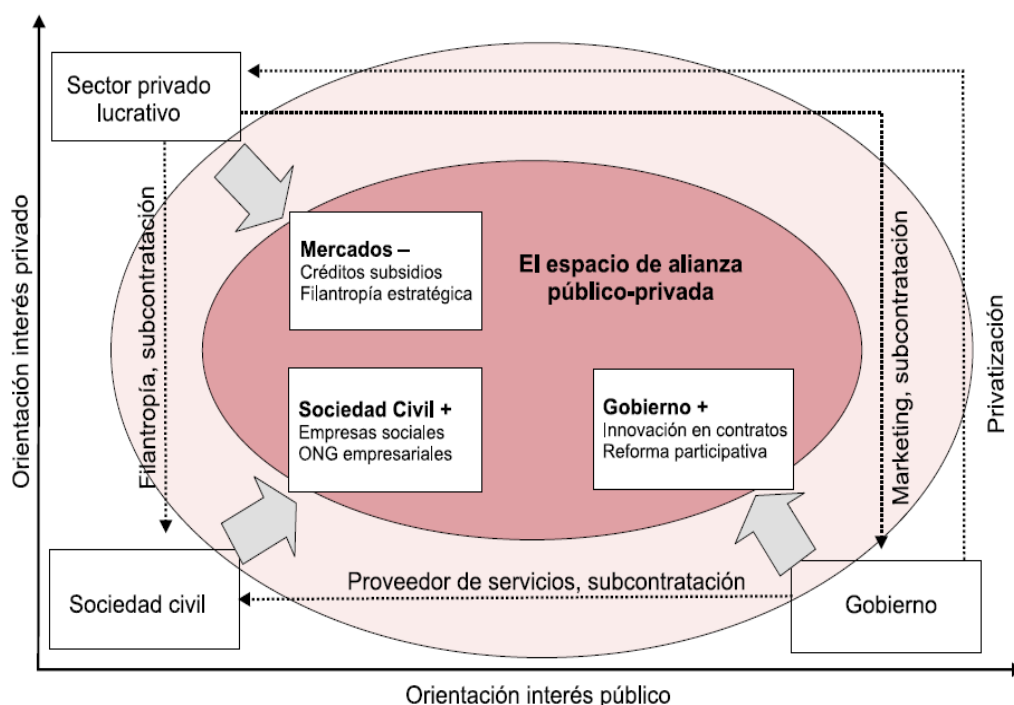 Sector privado
lucrativo
Mercados –
Créditos subsidios
Filantropía estratégica
El espacio de alianza
público-privada
Sociedad Civil +
Empresas sociales
ONG empresariales
Gobierno +
Innovación en contratos
Reforma participativa
Orientación interés privado
Filantropía, subcontratación
Marketing, subcontratación
Privatización
Proveedor de servicios, subcontratación
Sociedad civil
Gobierno
Orientación interés público